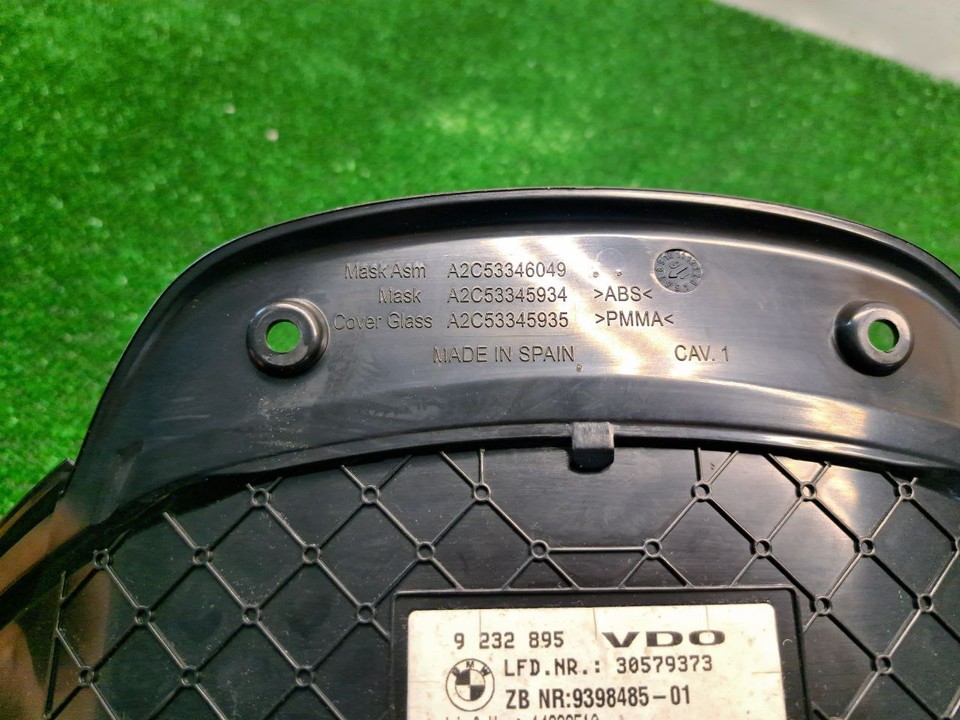 Mask Asm A2C53346049
Mask A2C53345934 >ABS<
Cover Glass A2C53345935 >PMMA<
MADE IN SPAIN CAV. 1
9 232 895 VDO
BMW LFD.NR.: 30579373
ZB NR:9398485-01